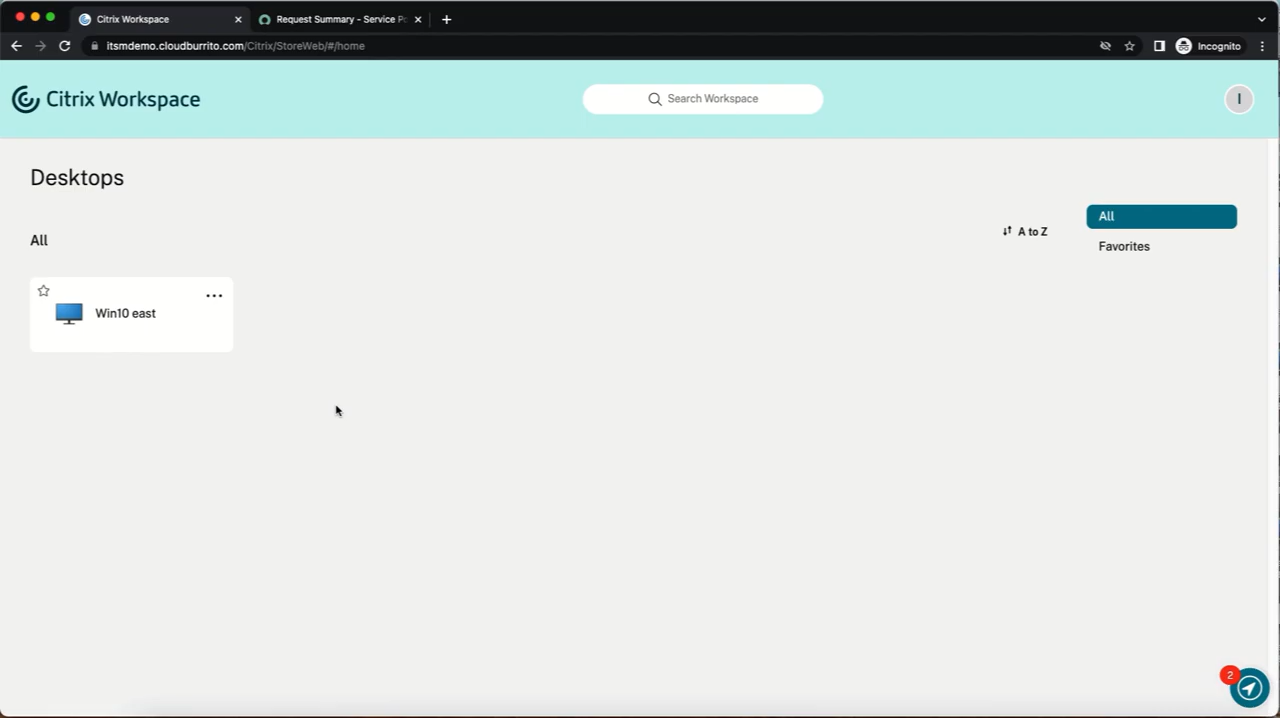 Citrix Workspace
Request Summary - Service Po
itsmdemo.cloudburrito.com/Citrix/StoreWeb/#/home
Incognito
Citrix Workspace
Search Workspace
I
Desktops
All
A to Z
All
Favorites
Win10 east
2